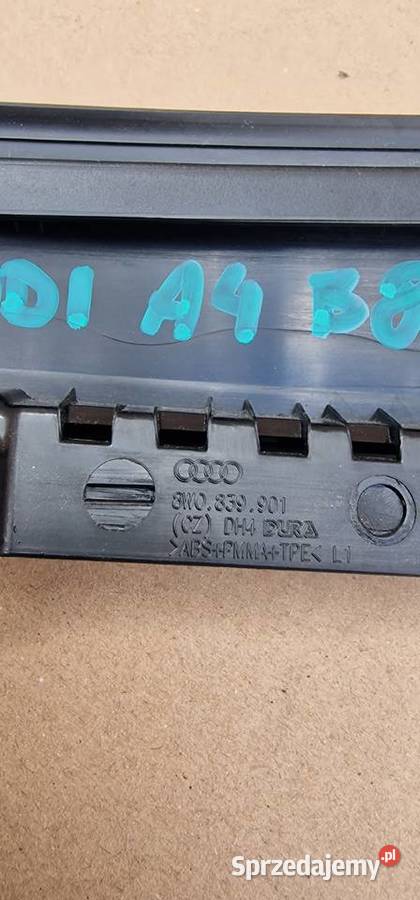 DI A4 B8
8W0.839.901
(CZ) DH4 DURA
>ABS+PMMA+TPE< L1
Sprzedajemy.pl